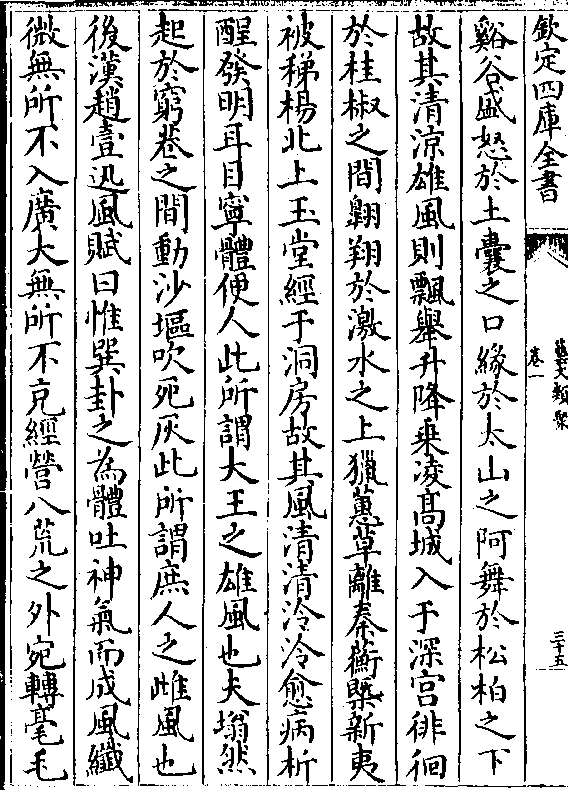 欽定四庫全書
藝文類聚
卷一
三十五
谿谷盛怒於土囊之口緣於太山之阿舞於松柏之下
故其清涼雄風則飄舉升降乗凌髙城入于深宫徘徊
於桂椒之間翺翔於激水之上獵蕙草離秦蘅槩新夷
被稊楊北上玉堂經于洞房故其風清清泠泠愈病析
酲發明耳目寧體便人此所謂大王之雄風也夫塕然
起於窮巷之間動沙堀吹死灰此所謂庶人之雌風也
後漢趙壹迅風賦曰惟巽卦之為體吐神氣而成風纖
微無所不入廣大無所不充經營八荒之外宛轉毫毛